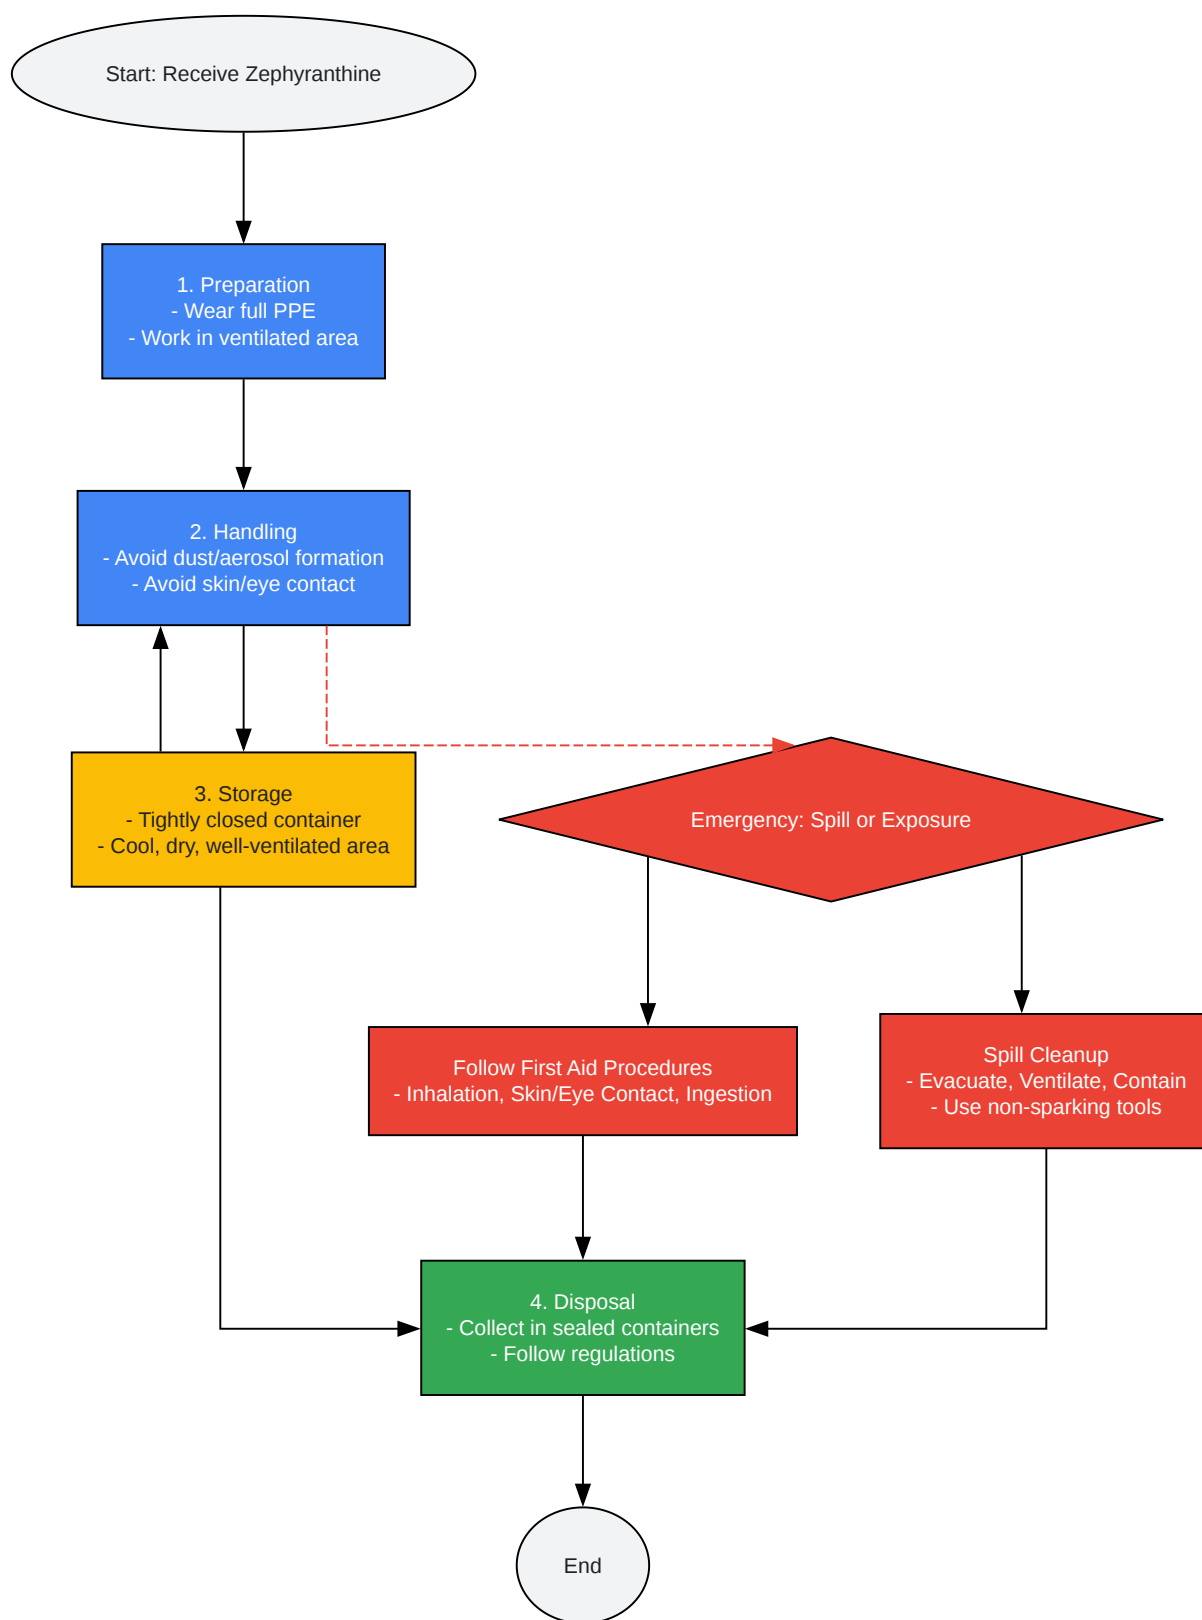 Start: Receive Zephyranthine
1. Preparation
- Wear full PPE
- Work in ventilated area
2. Handling
- Avoid dust/aerosol formation
- Avoid skin/eye contact
3. Storage
- Tightly closed container
- Cool, dry, well-ventilated area
Emergency: Spill or Exposure
Follow First Aid Procedures
- Inhalation, Skin/Eye Contact, Ingestion
Spill Cleanup
- Evacuate, Ventilate, Contain
- Use non-sparking tools
4. Disposal
- Collect in sealed containers
- Follow regulations
End